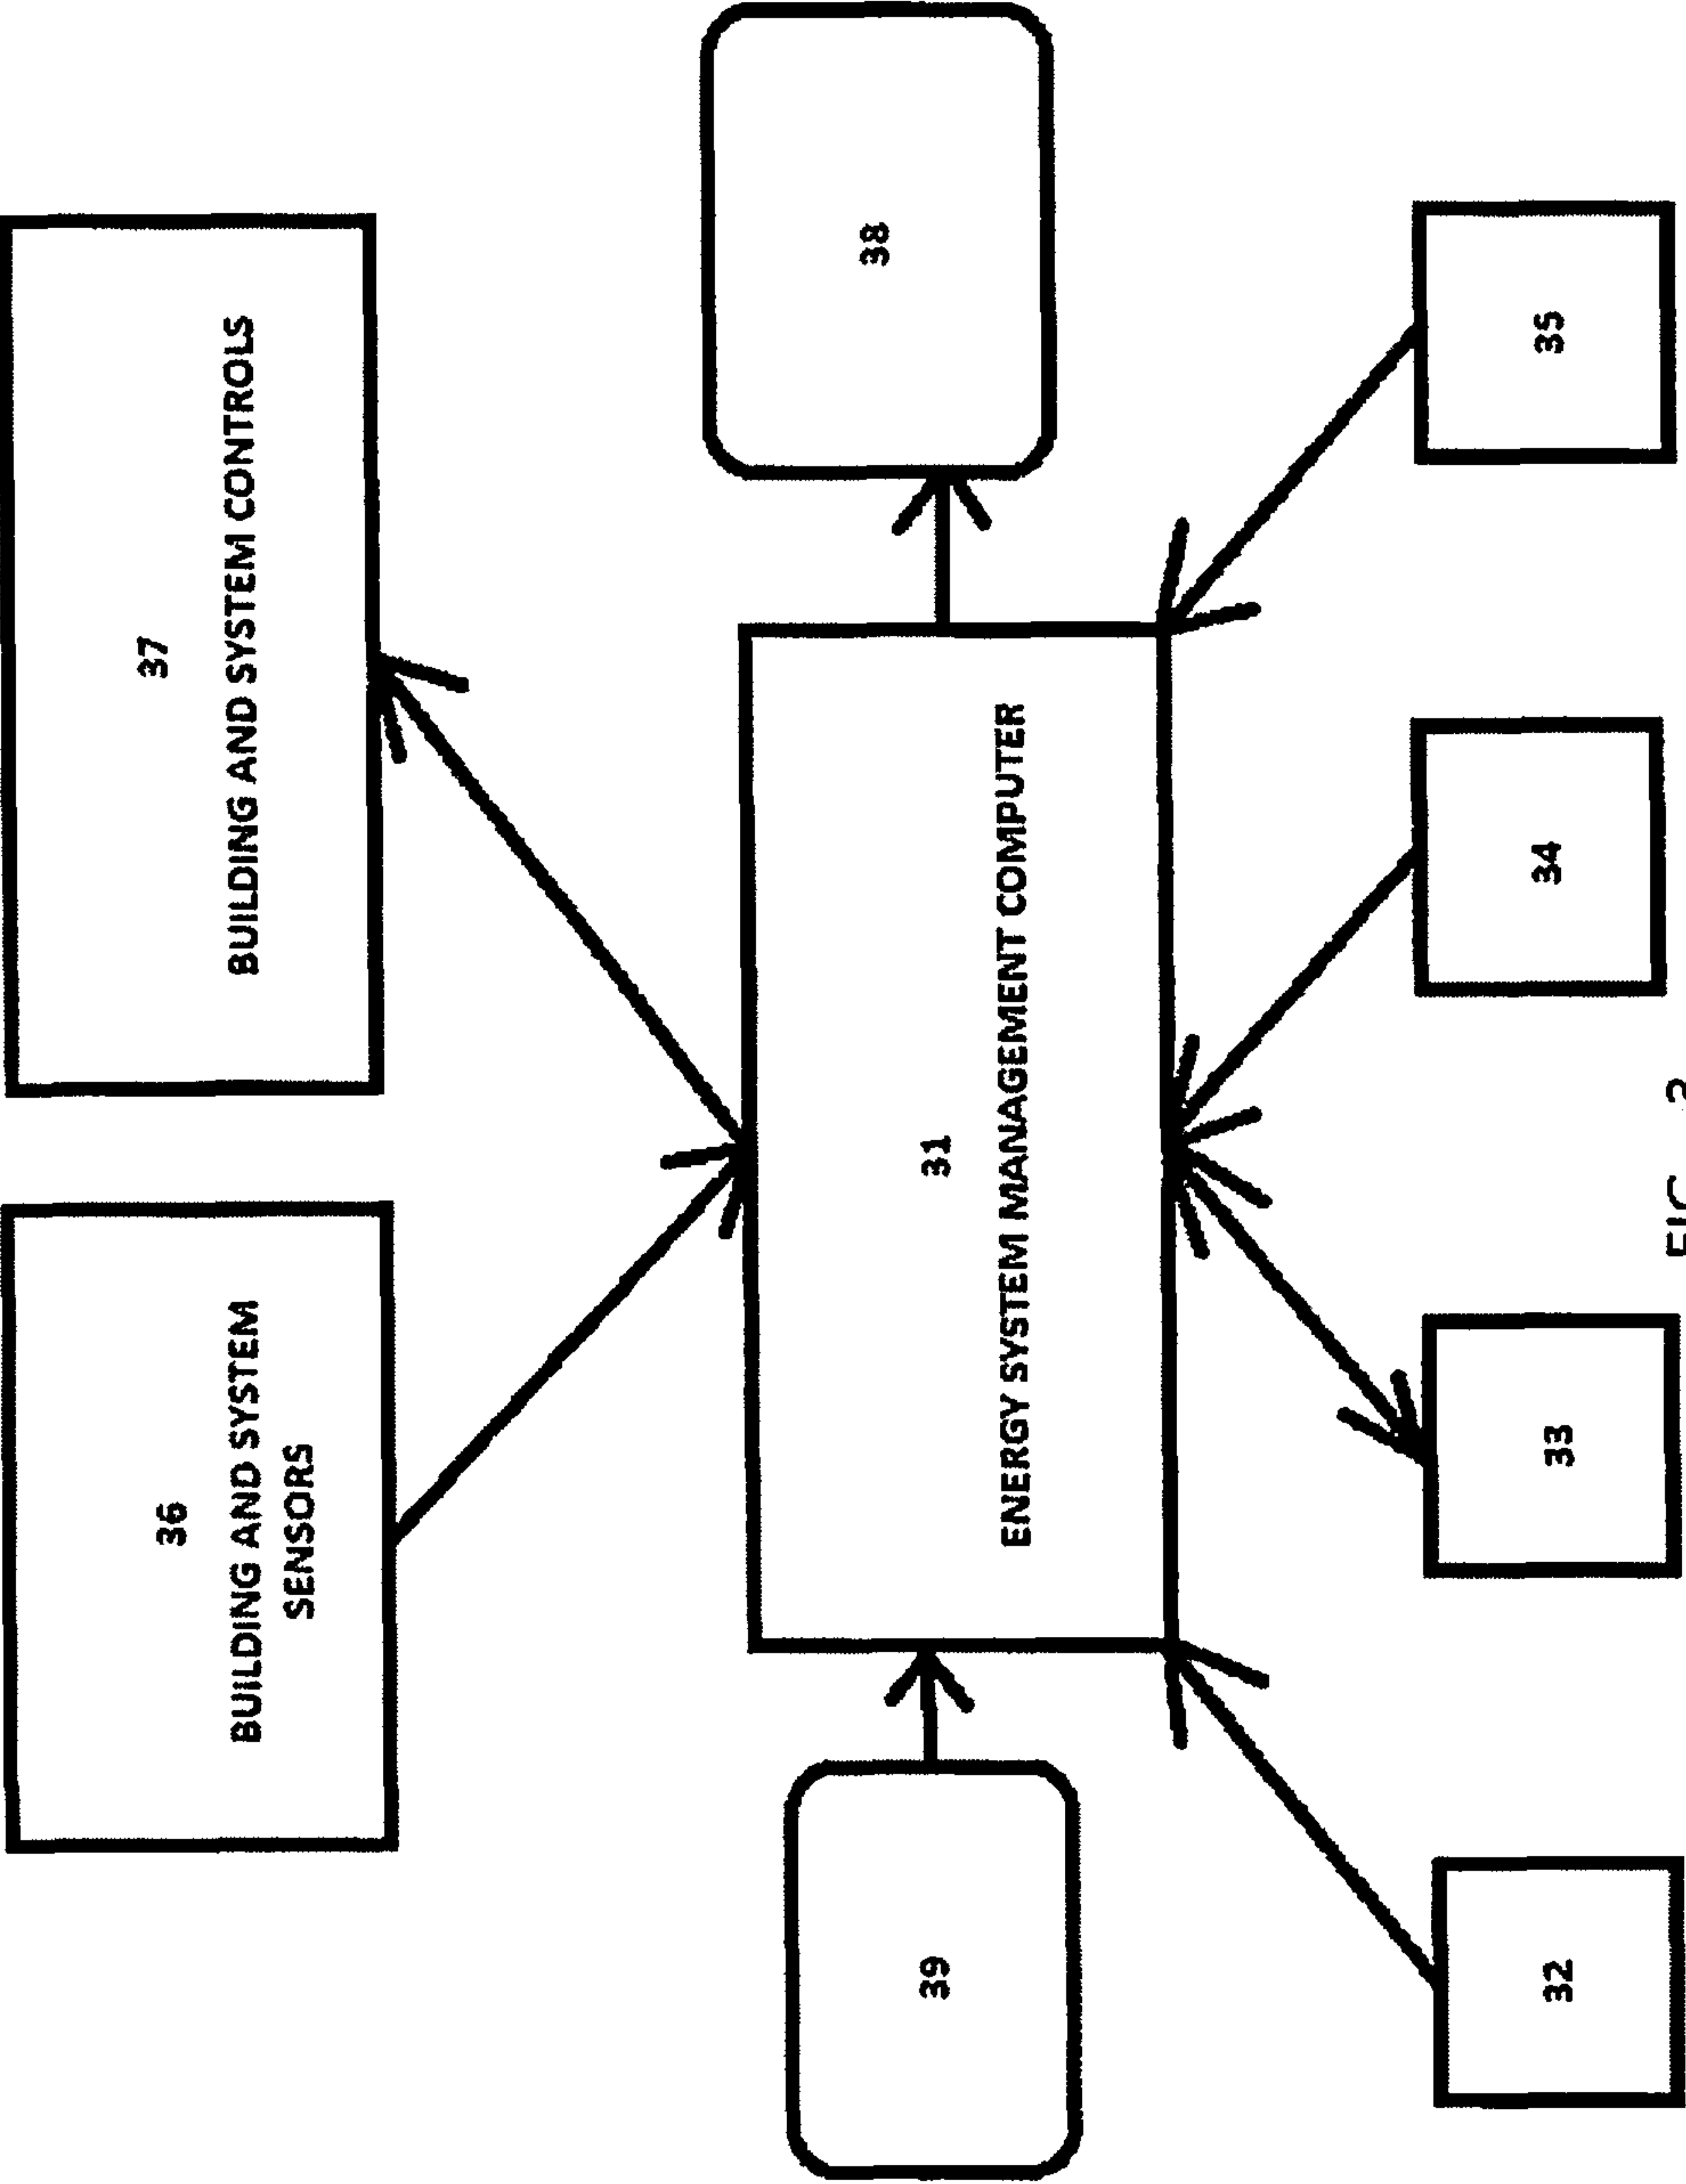 36
BUILDING AND SYSTEM
SENSORS
37
BUILDING AND SYSTEM CONTROLS
39
31
ENERGY SYSTEM MANAGEMENT COMPUTER
38
32
33
34
35
FIG